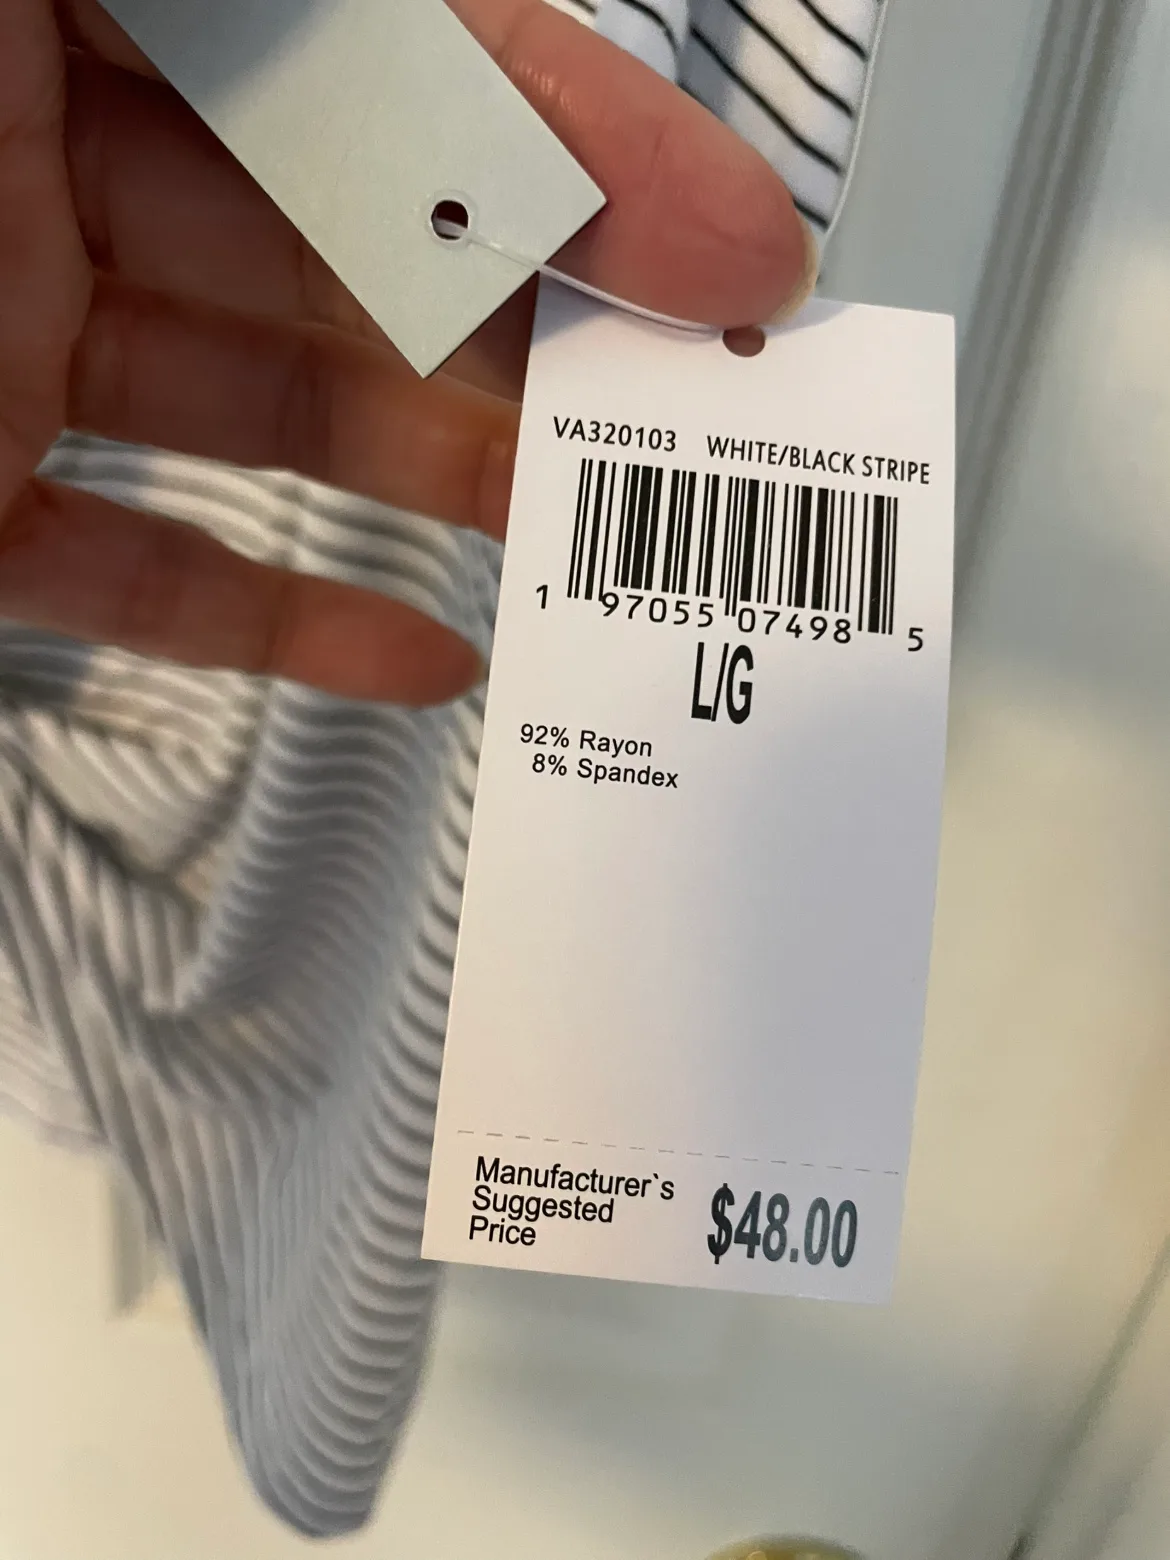 VA320103 WHITE/BLACK STRIPE
1 97055 07498 5
L/G
92% Rayon
8% Spandex
Manufacturer`s
Suggested
Price
$48.00